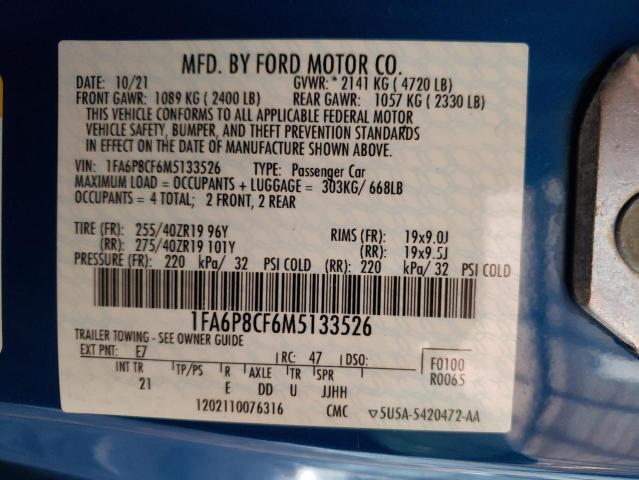 MFD. BY FORD MOTOR CO.
DATE: 10/21 GVWR: * 2141 KG ( 4720 LB)
FRONT GAWR: 1089 KG ( 2400 LB) REAR GAWR: 1057 KG ( 2330 LB)
THIS VEHICLE CONFORMS TO ALL APPLICABLE FEDERAL MOTOR
VEHICLE SAFETY, BUMPER, AND THEFT PREVENTION STANDARDS
IN EFFECT ON THE DATE OF MANUFACTURE SHOWN ABOVE.
VIN: 1FA6P8CF6M5133526 TYPE: Passenger Car
MAXIMUM LOAD = OCCUPANTS + LUGGAGE = 303KG/ 668LB
OCCUPANTS = 4 TOTAL; 2 FRONT, 2 REAR
TIRE (FR): 255/40ZR19 96Y RIMS (FR): 19x9.0J
(RR): 275/40ZR19 101Y (RR): 19x9.5J
PRESSURE (FR): 220 kPa/ 32 PSI COLD (RR): 220 kPa/ 32 PSI COLD
1FA6P8CF6M5133526
TRAILER TOWING - SEE OWNER GUIDE
EXT PNT: E7 RC: 47 DSO: F0100
INT TR TP/PS R AXLE TR SPR R0065
21 E DD U JJHH
1202110076316 CMC ▽5U5A-5420472-AA